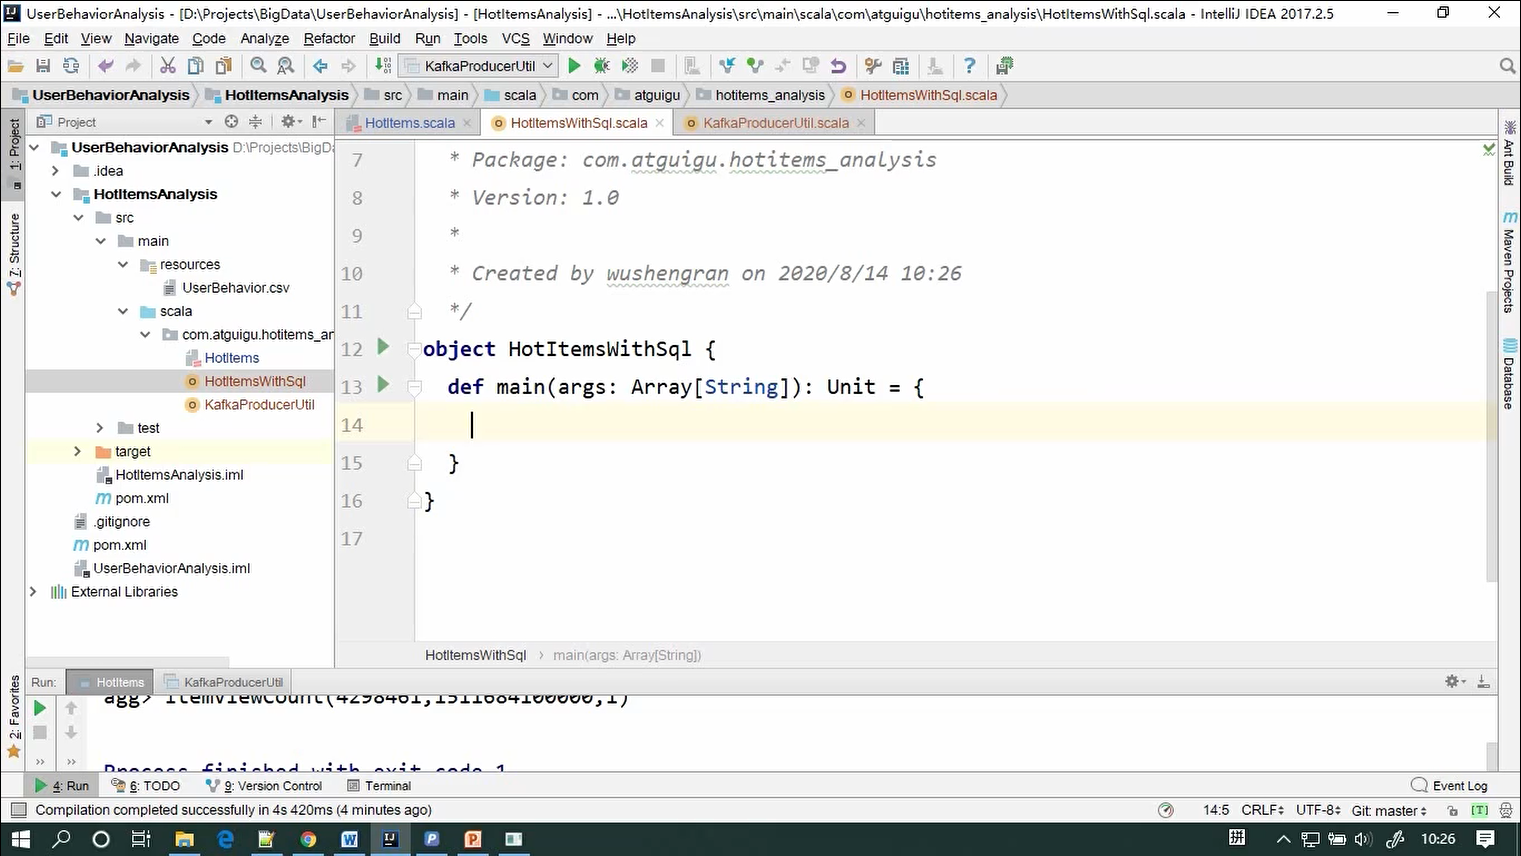 UserBehaviorAnalysis - [D:\Projects\BigData\UserBehaviorAnalysis] - [HotItemsAnalysis] - ...\HotItemsAnalysis\src\main\scala\com\atguigu\hotitems_analysis\HotItemsWithSql.scala - IntelliJ IDEA 2017.2.5
File Edit View Navigate Code Analyze Refactor Build Run Tools VCS Window Help
KafkaProducerUtil
UserBehaviorAnalysis HotItemsAnalysis src main scala com atguigu hotitems_analysis HotItemsWithSql.scala
Project
HotItems.scala HotItemsWithSql.scala KafkaProducerUtil.scala
1: Project
7: Structure
2: Favorites
UserBehaviorAnalysis D:\Projects\BigDa
.idea
HotItemsAnalysis
src
main
resources
UserBehavior.csv
scala
com.atguigu.hotitems_an
HotItems
HotItemsWithSql
KafkaProducerUtil
test
target
HotItemsAnalysis.iml
pom.xml
.gitignore
pom.xml
UserBehaviorAnalysis.iml
External Libraries
7 * Package: com.atguigu.hotitems_analysis
8 * Version: 1.0
9 *
10 * Created by wushengran on 2020/8/14 10:26
11 */
12 object HotItemsWithSql {
13 def main(args: Array[String]): Unit = {
14
15 }
16 }
17
HotItemsWithSql main(args: Array[String])
Ant Build
Maven Projects
Database
Run: HotItems KafkaProducerUtil
agg> ItemViewCount(4298461,1511684100000,1)
Process finished with exit code 1
4: Run 6: TODO 9: Version Control Terminal Event Log
Compilation completed successfully in 4s 420ms (4 minutes ago) 14:5 CRLF UTF-8 Git: master [T]
10:26